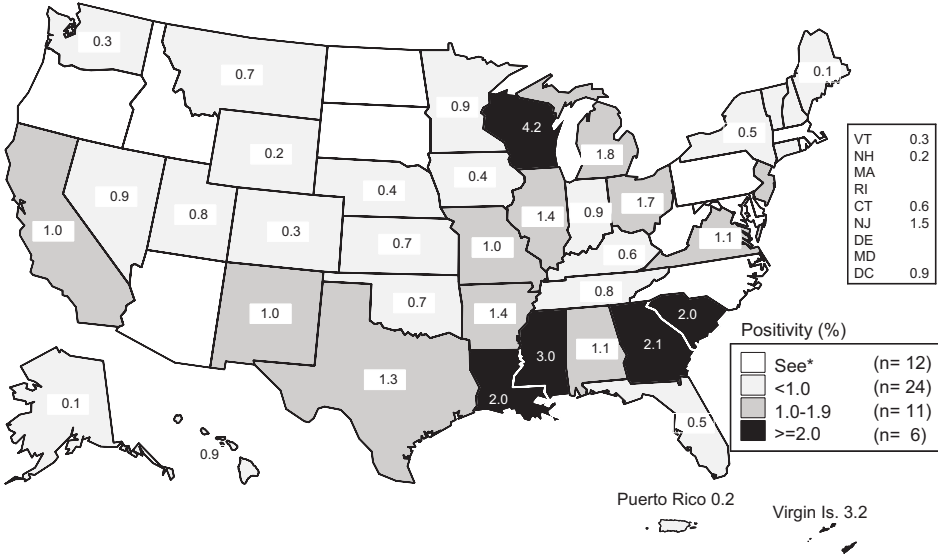 0.3
0.7
0.9
4.2
0.1
0.5
0.2
1.8
0.4
0.4
0.9
0.8
0.3
1.4
0.9
1.7
1.0
0.7
1.0
0.6
1.1
0.8
1.0
0.7
1.4
2.0
3.0
1.1
2.1
1.3
2.0
0.5
0.1
0.9
VT 0.3
NH 0.2
MA
RI
CT 0.6
NJ 1.5
DE
MD
DC 0.9
Positivity (%)
See* (n= 12)
<1.0 (n= 24)
1.0-1.9 (n= 11)
>=2.0 (n= 6)
Puerto Rico 0.2
Virgin Is. 3.2